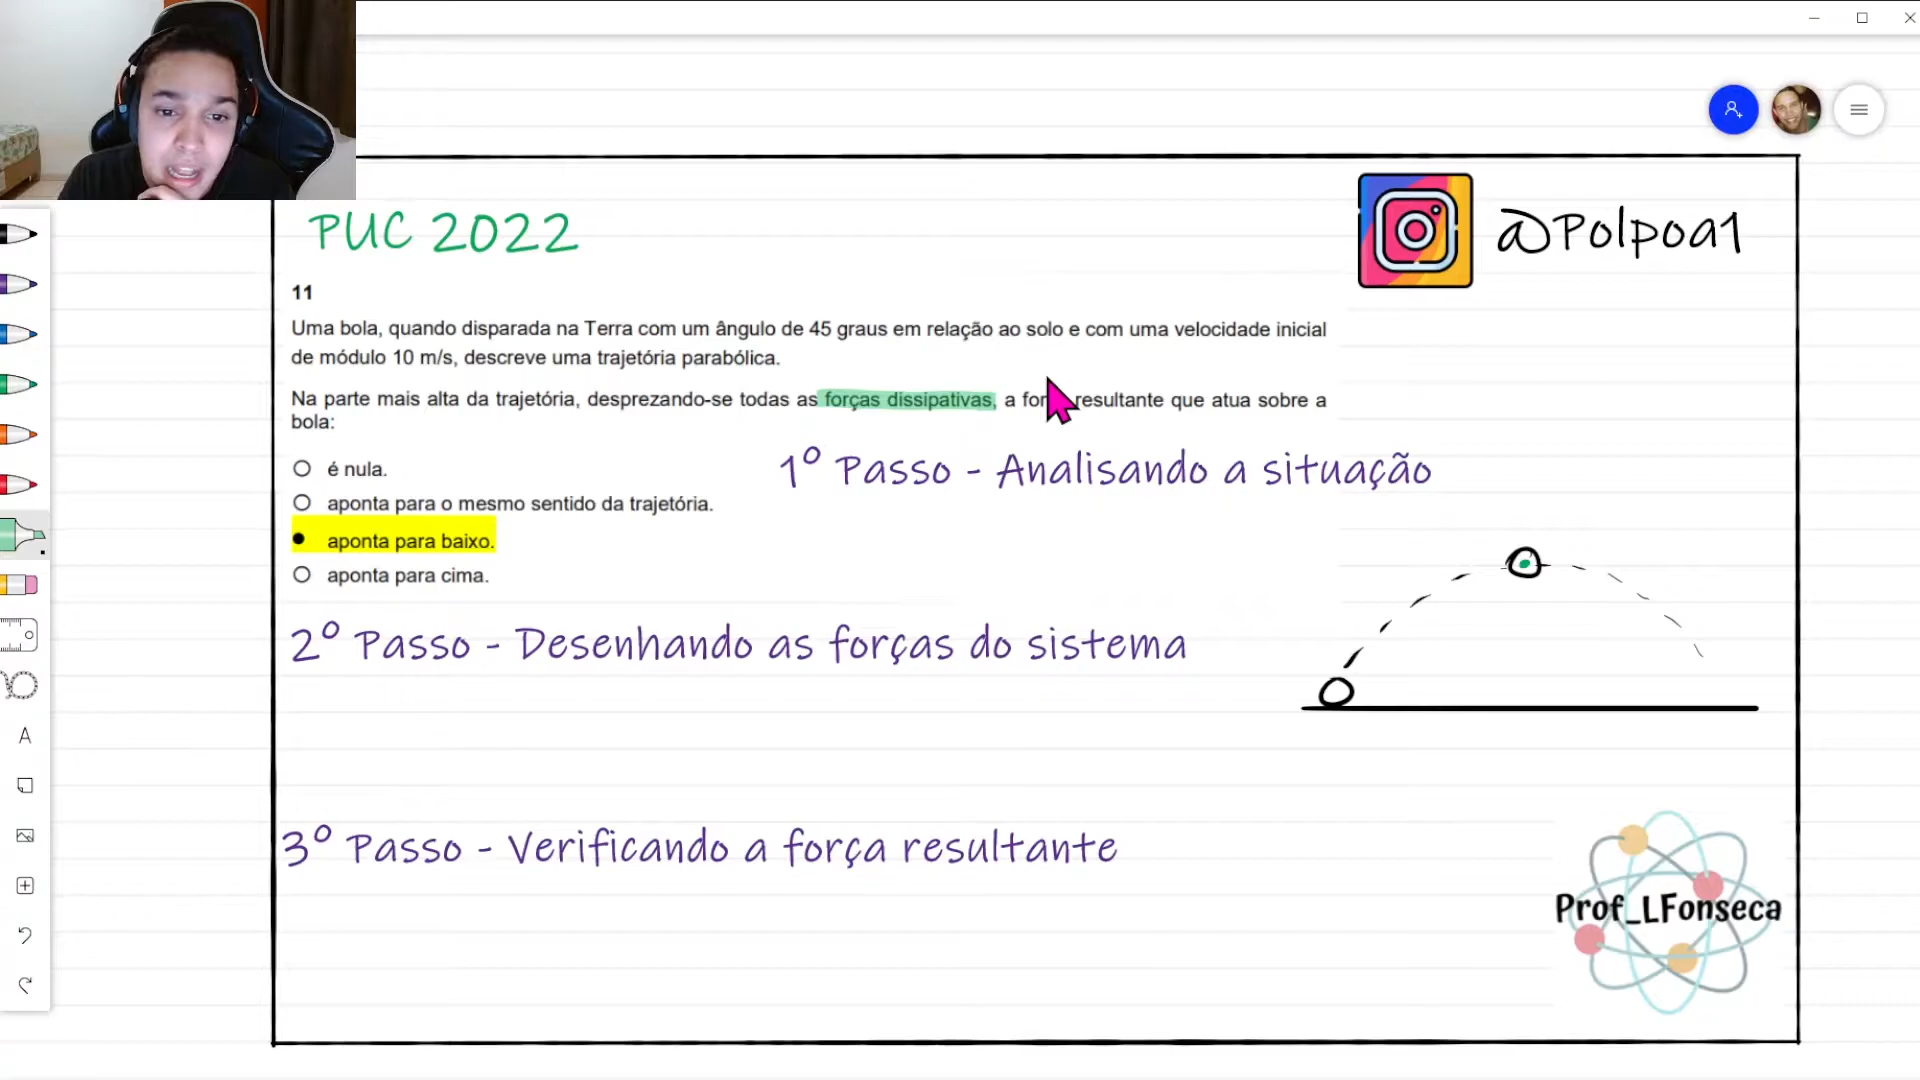 PUC 2022
@Polpoa1
11
Uma bola, quando disparada na Terra com um ângulo de 45 graus em relação ao solo e com uma velocidade inicial
de módulo 10 m/s, descreve uma trajetória parabólica.
Na parte mais alta da trajetória, desprezando-se todas as forças dissipativas, a for resultante que atua sobre a
bola:
1º Passo - Analisando a situação
é nula.
aponta para o mesmo sentido da trajetória.
aponta para baixo.
aponta para cima.
2º Passo - Desenhando as forças do sistema
3º Passo - Verificando a força resultante
Prof_LFonseca
A